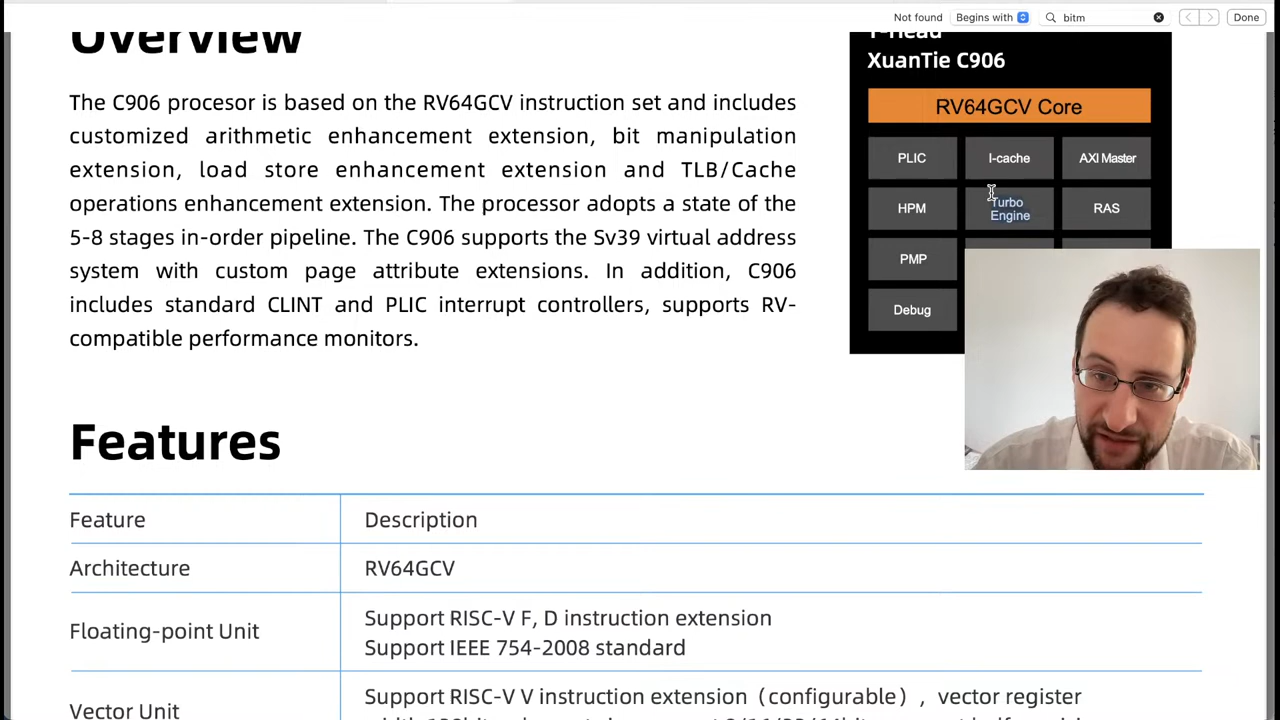 Not found
Begins with
bitm
Done
Overview
T-Head
XuanTie C906
The C906 procesor is based on the RV64GCV instruction set and includes
customized arithmetic enhancement extension, bit manipulation
extension, load store enhancement extension and TLB/Cache
operations enhancement extension. The processor adopts a state of the
5-8 stages in-order pipeline. The C906 supports the Sv39 virtual address
system with custom page attribute extensions. In addition, C906
includes standard CLINT and PLIC interrupt controllers, supports RV-
compatible performance monitors.
RV64GCV Core
PLIC
I-cache
AXI Master
HPM
Turbo
Engine
RAS
PMP
Debug
Features
Feature
Description
Architecture
RV64GCV
Floating-point Unit
Support RISC-V F, D instruction extension
Support IEEE 754-2008 standard
Vector Unit
Support RISC-V V instruction extension（configurable）, vector register